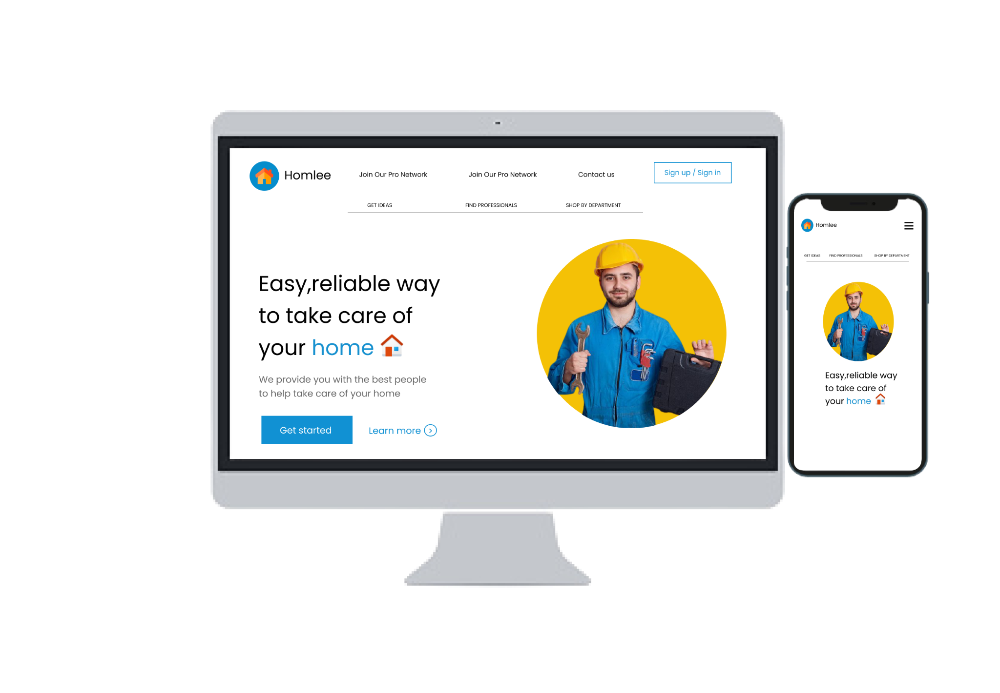 Homlee
Join Our Pro Network
Join Our Pro Network
Contact us
Sign up / Sign in
GET IDEAS
FIND PROFESSIONALS
SHOP BY DEPARTMENT
Easy,reliable way
to take care of
your home
We provide you with the best people
to help take care of your home
Get started
Learn more
Homlee
GET IDEAS
FIND PROFESSIONALS
SHOP BY DEPARTMENT
Easy,reliable way
to take care of
your home